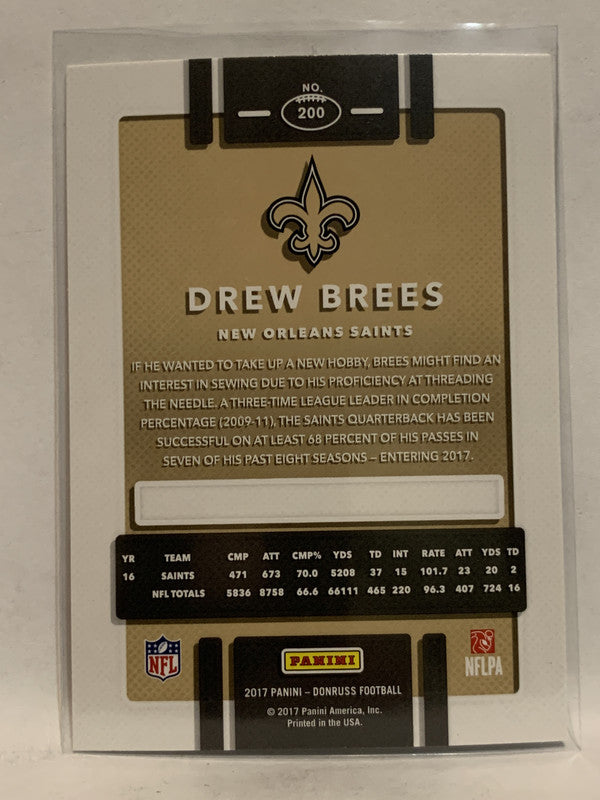 NO.
200
DREW BREES
NEW ORLEANS SAINTS
IF HE WANTED TO TAKE UP A NEW HOBBY, BREES MIGHT FIND AN
INTEREST IN SEWING DUE TO HIS PROFICIENCY AT THREADING
THE NEEDLE. A THREE-TIME LEAGUE LEADER IN COMPLETION
PERCENTAGE (2009-11), THE SAINTS QUARTERBACK HAS BEEN
SUCCESSFUL ON AT LEAST 68 PERCENT OF HIS PASSES IN
SEVEN OF HIS PAST EIGHT SEASONS – ENTERING 2017.
YR TEAM CMP ATT CMP% YDS TD INT RATE ATT YDS TD
16 SAINTS 471 673 70.0 5208 37 15 101.7 23 20 2
NFL TOTALS 5836 8758 66.6 66111 465 220 96.3 407 724 16
NFL
PANINI
NFLPA
2017 PANINI – DONRUSS FOOTBALL
© 2017 Panini America, Inc.
Printed in the USA.